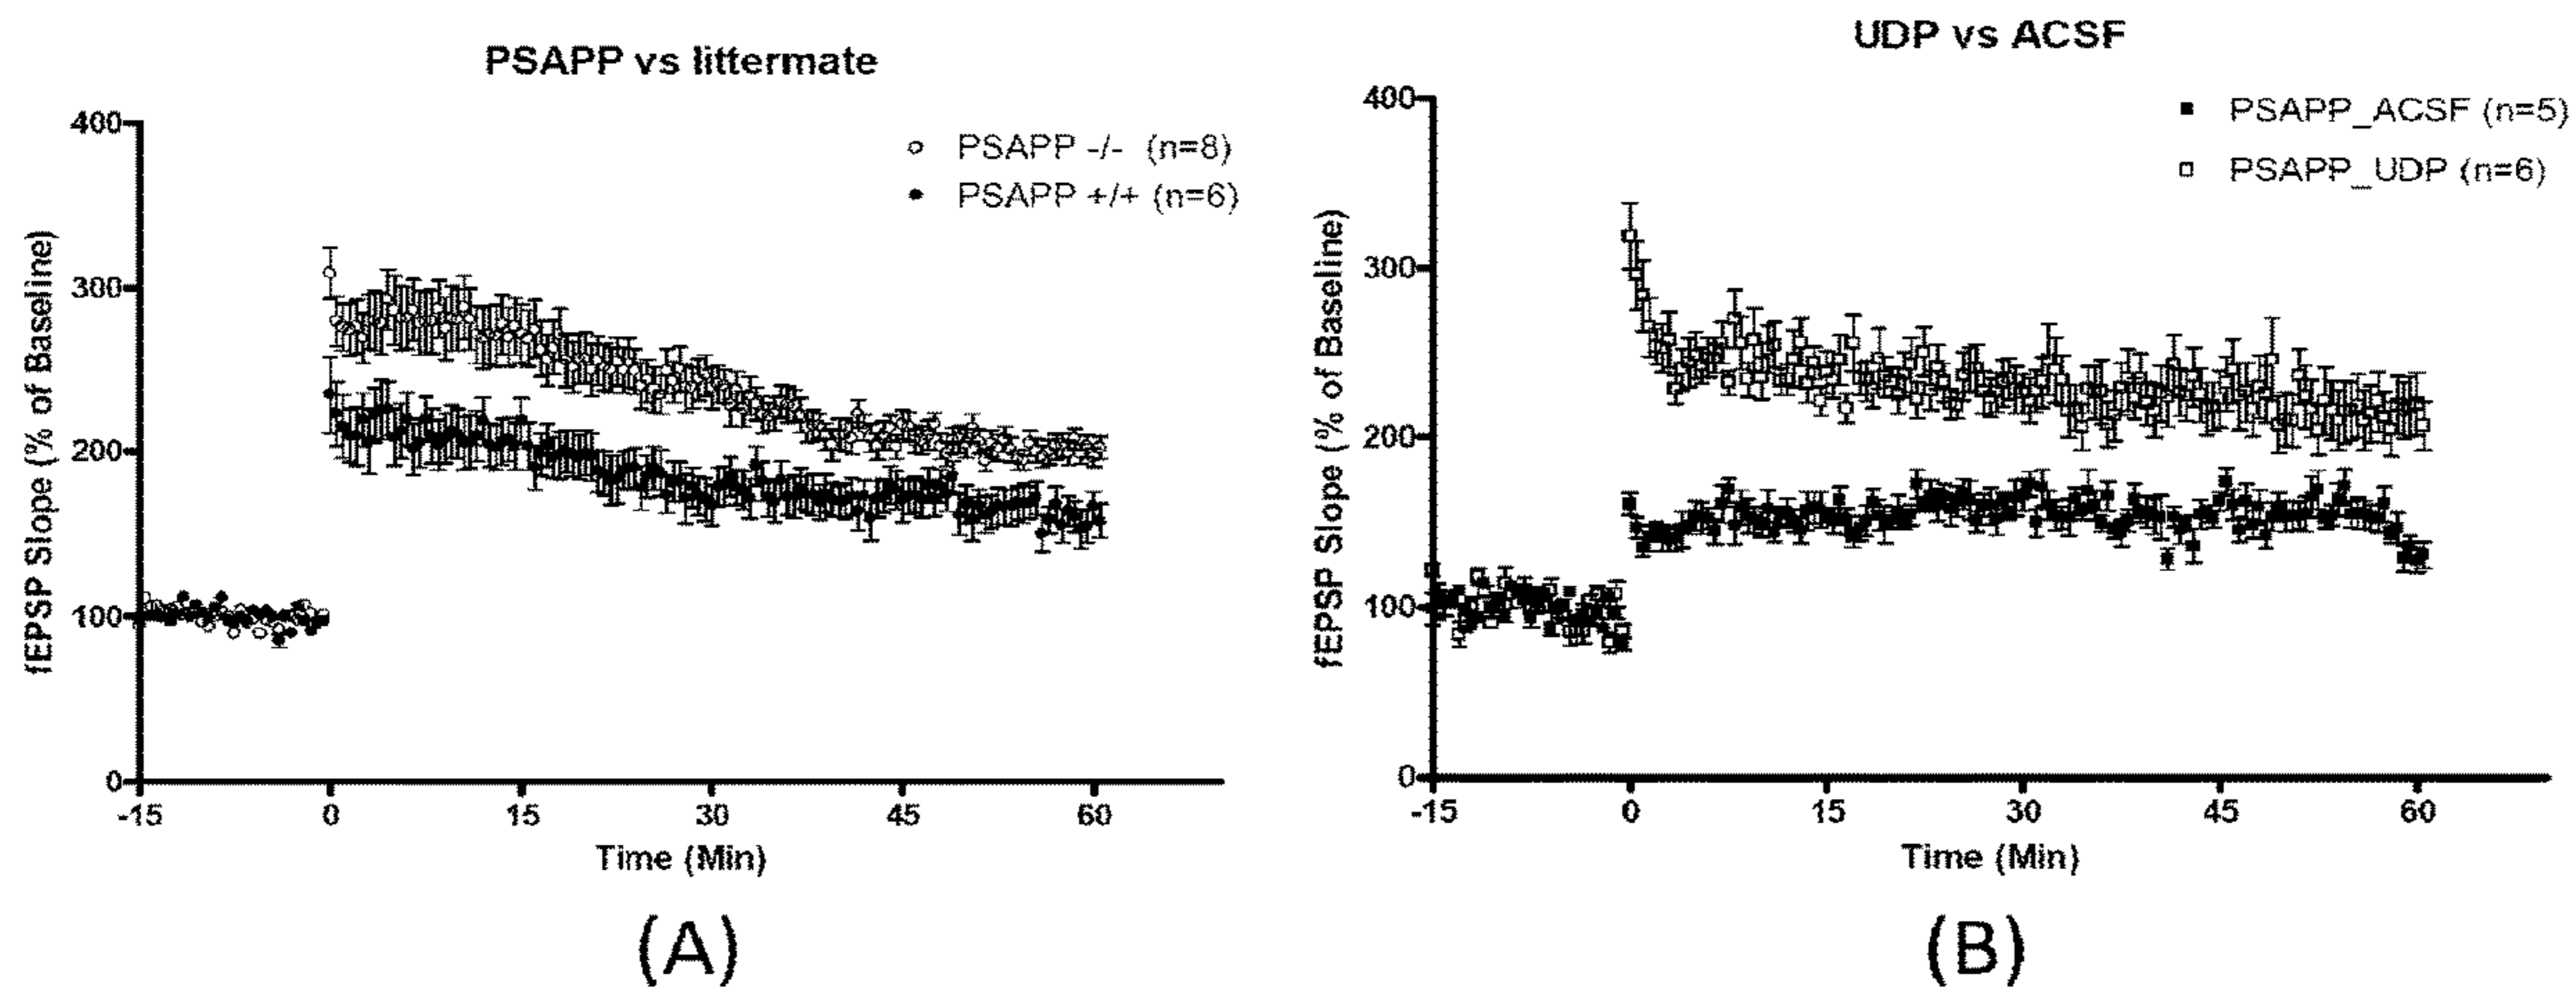 PSAPP vs littermate
PSAPP -/- (n=8)
PSAPP +/+ (n=6)
fEPSP Slope (% of Baseline)
400
300
200
100
0
-15 0 15 30 45 60
Time (Min)
(A)
UDP vs ACSF
PSAPP_ACSF (n=5)
PSAPP_UDP (n=6)
fEPSP Slope (% of Baseline)
400
300
200
100
0
-15 0 15 30 45 60
Time (Min)
(B)